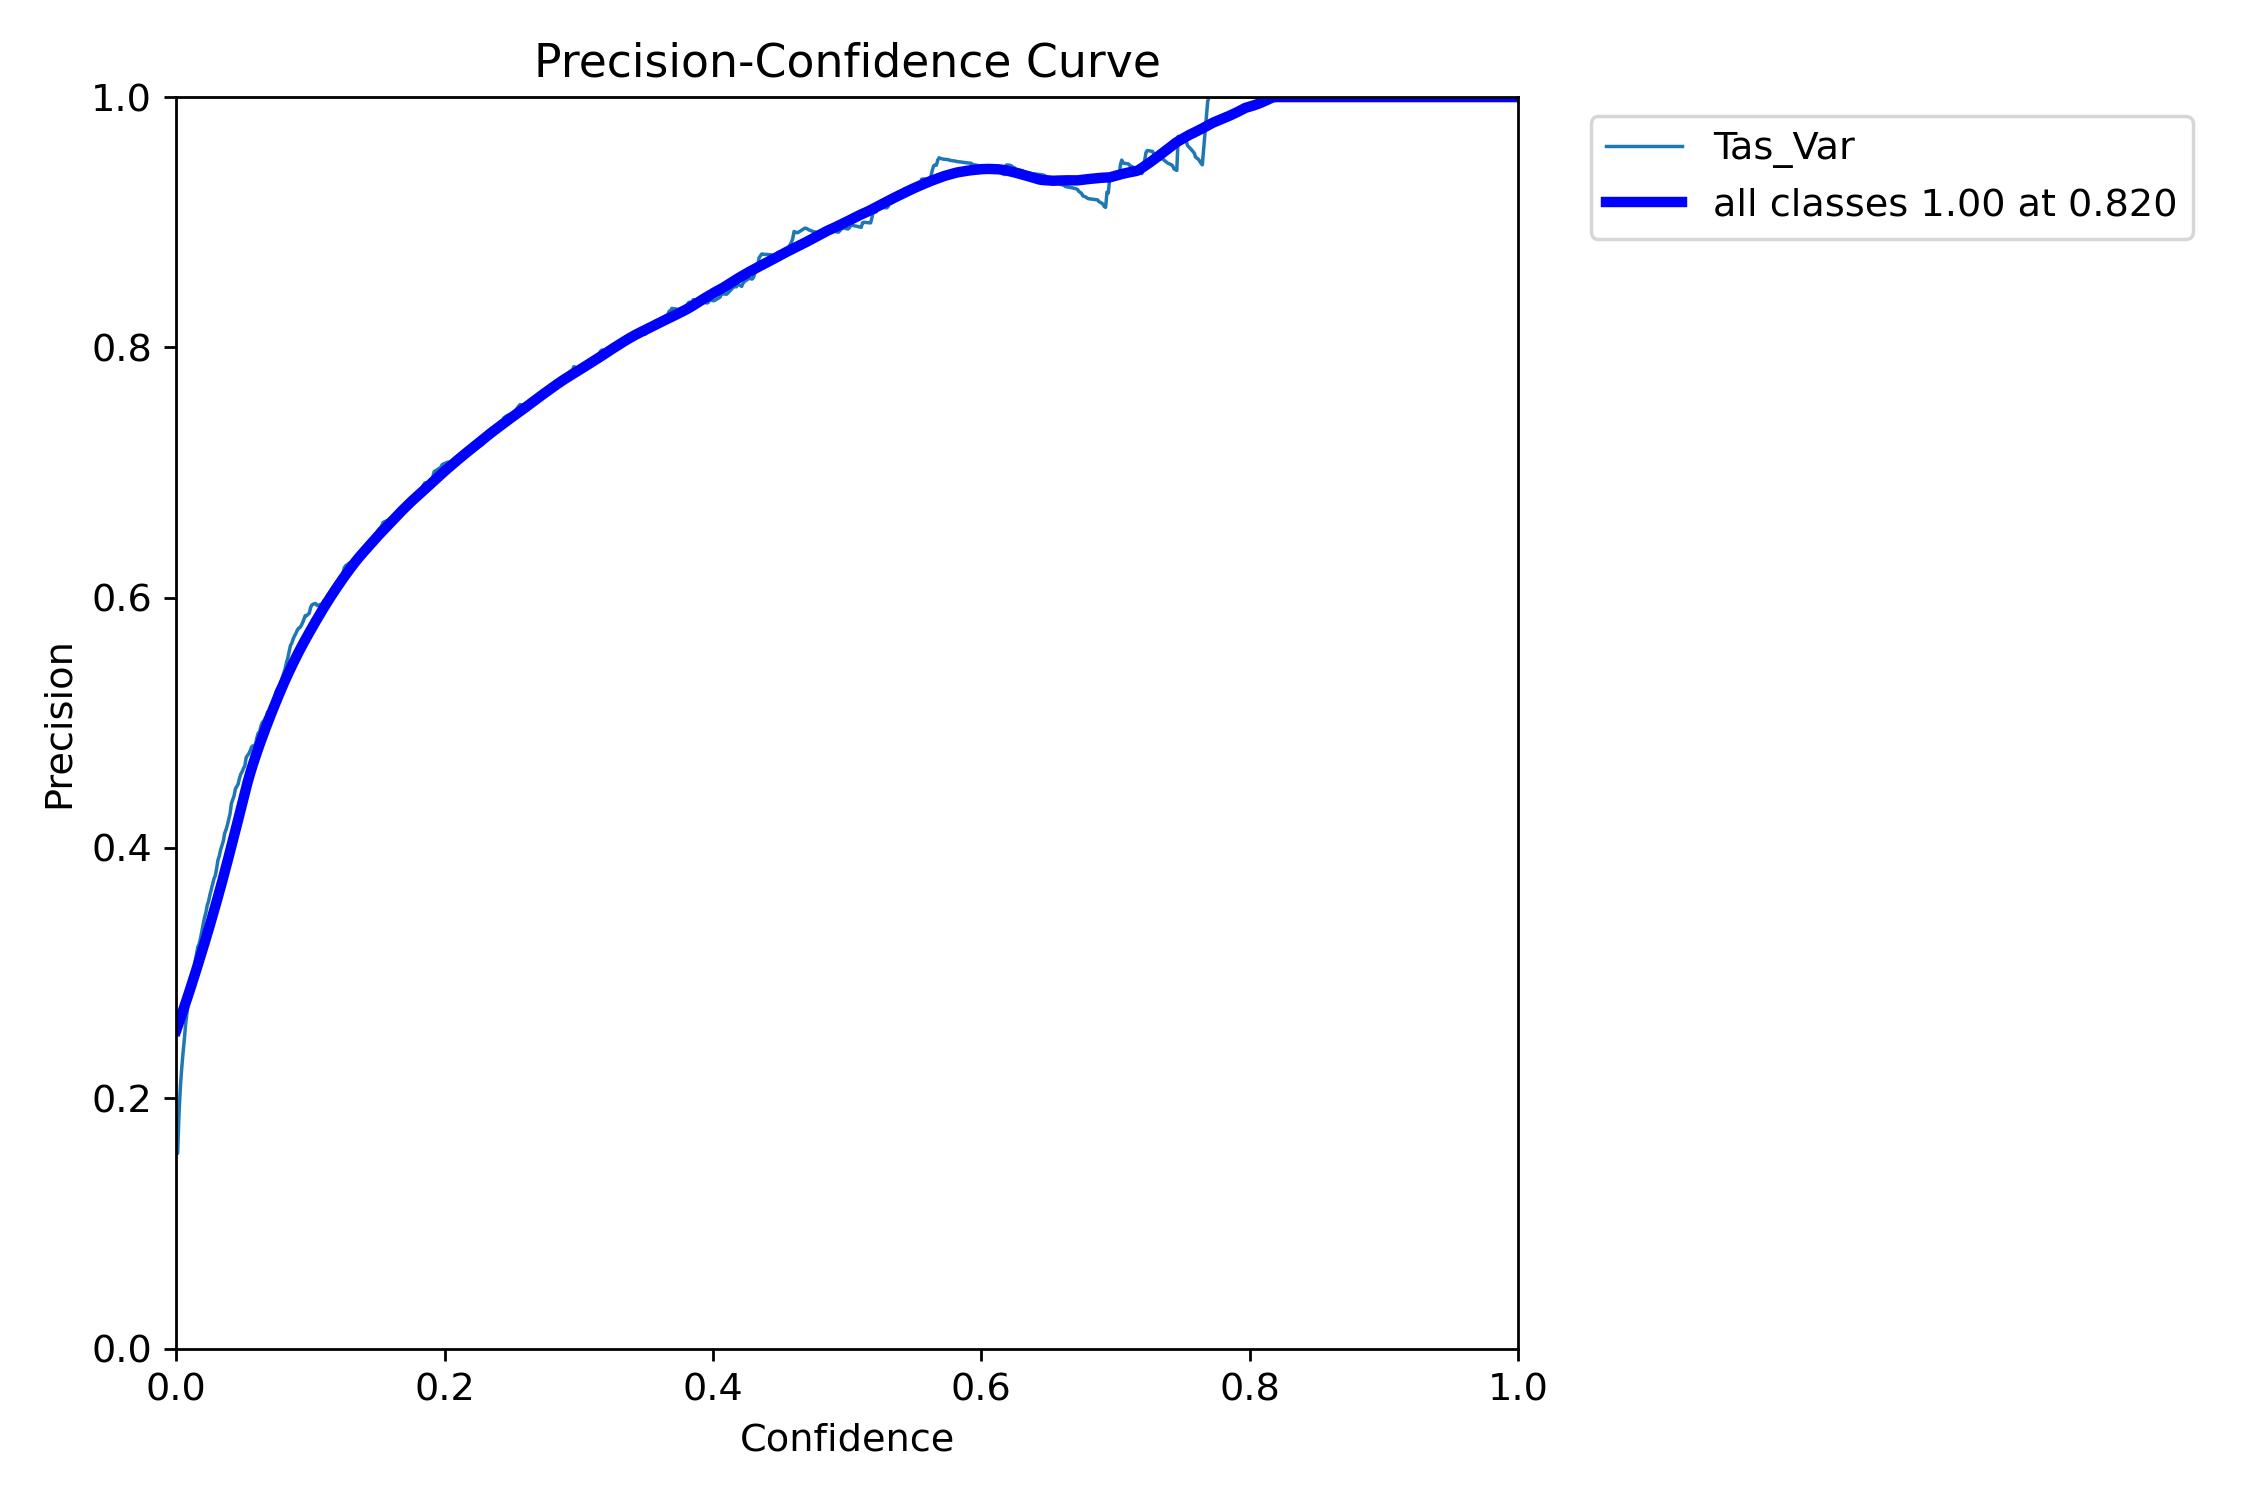 Precision-Confidence Curve
1.0
0.8
0.6
0.4
0.2
0.0
Precision
0.0 0.2 0.4 0.6 0.8 1.0
Confidence
Tas_Var
all classes 1.00 at 0.820